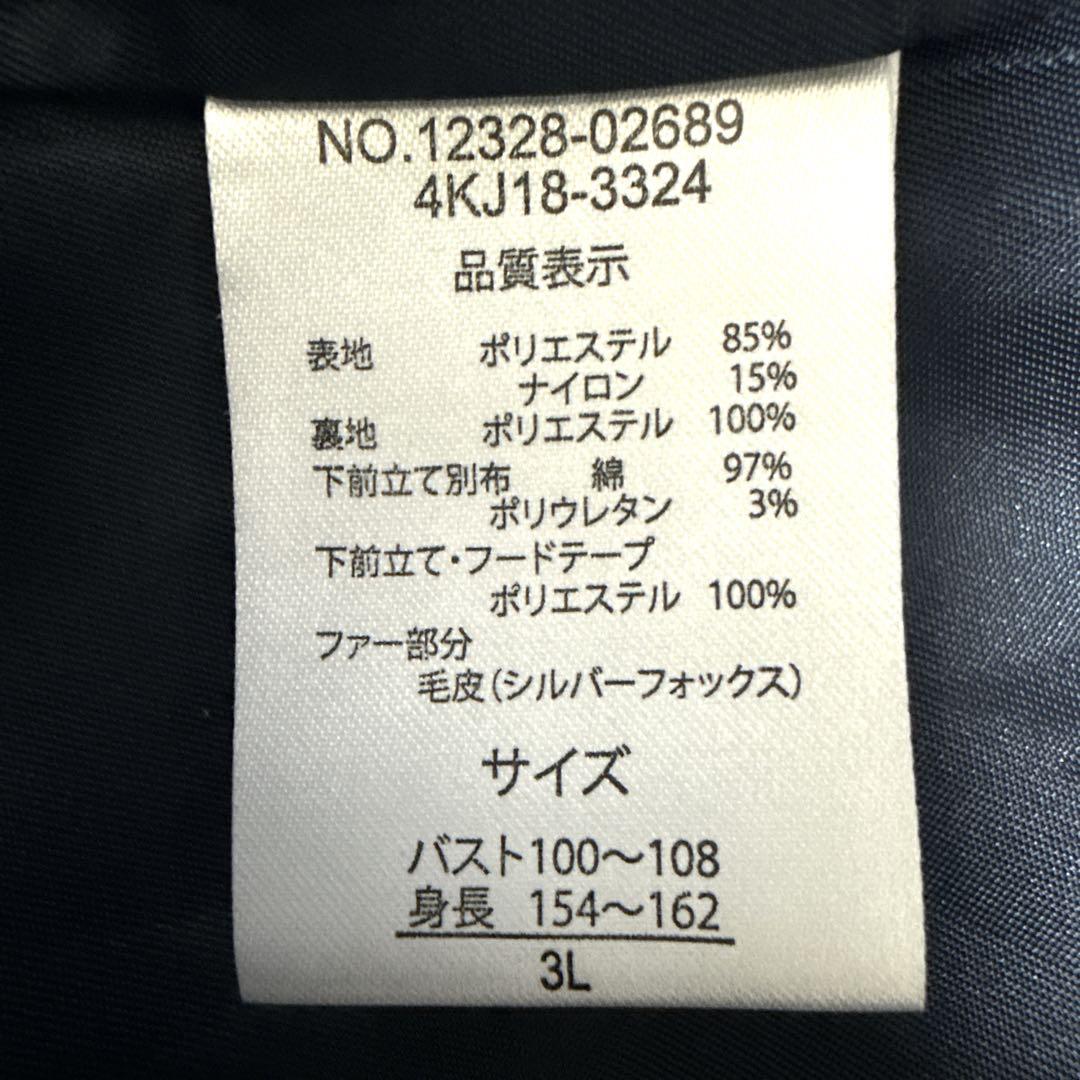 NO.12328-02689
4KJ18-3324
品質表示
表地 ポリエステル 85%
ナイロン 15%
裏地 ポリエステル 100%
下前立て別布 綿 97%
ポリウレタン 3%
下前立て・フードテープ
ポリエステル 100%
ファー部分
毛皮(シルバーフォックス)
サイズ
バスト100〜108
身長 154〜162
3L